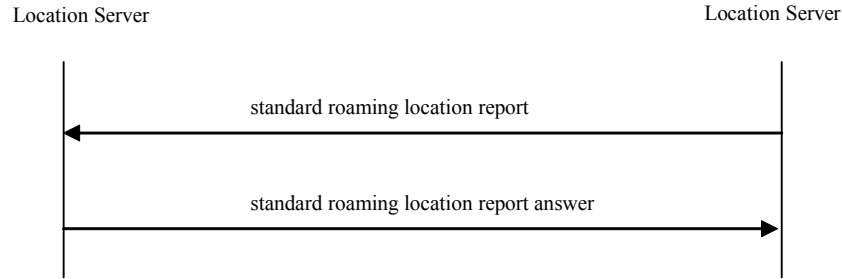 Location Server
Location Server
standard roaming location report
standard roaming location report answer